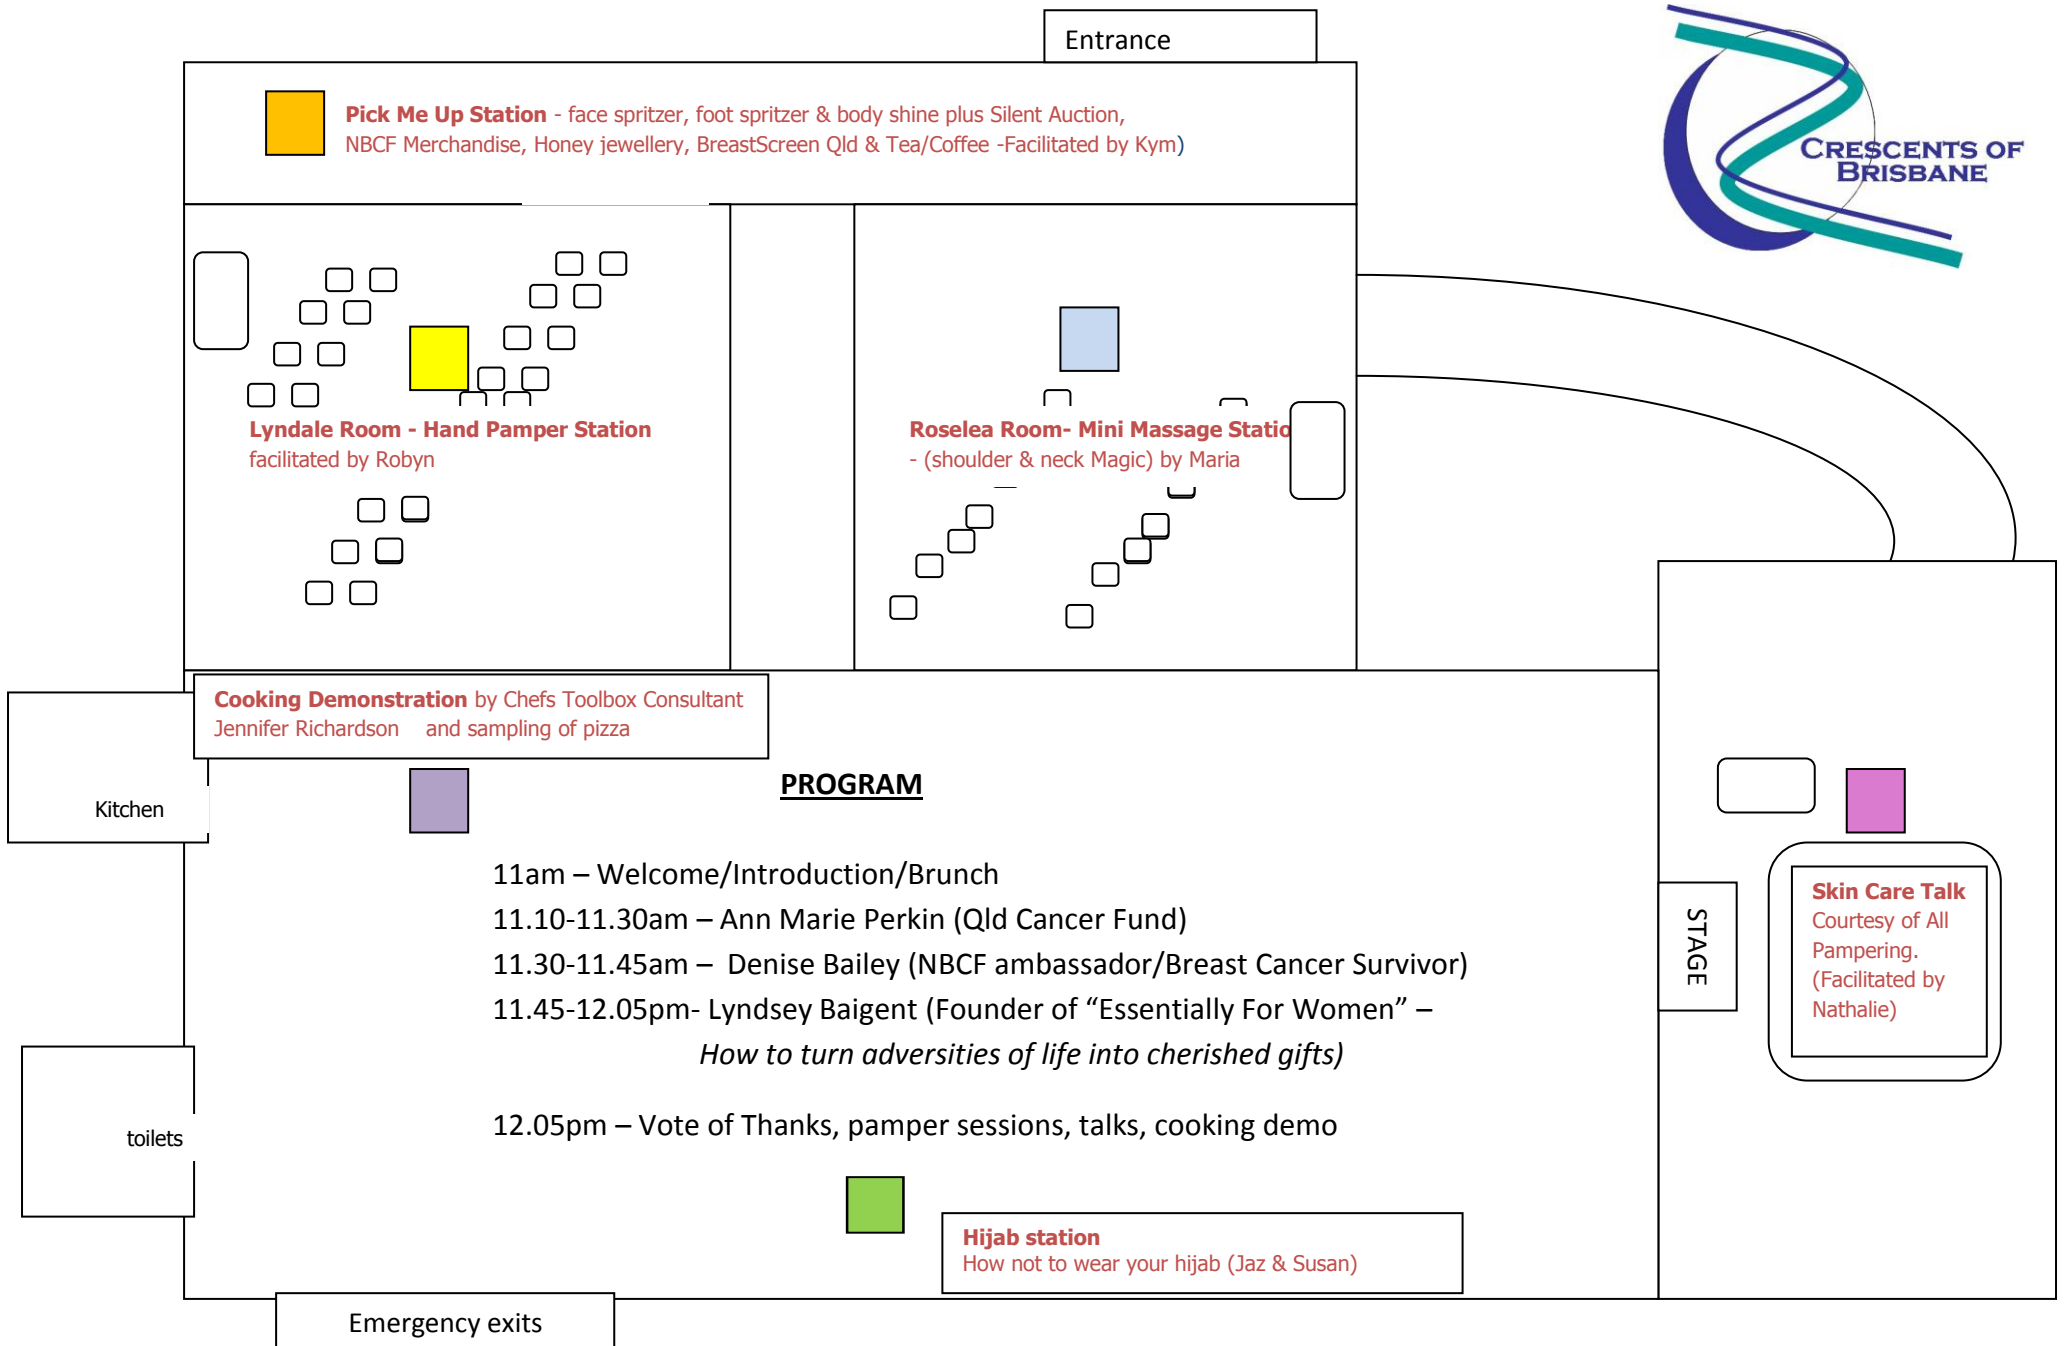 Entrance
CRESCENTS OF
BRISBANE
Pick Me Up Station - face spritzer, foot spritzer & body shine plus Silent Auction,
NBCF Merchandise, Honey jewellery, BreastScreen Qld & Tea/Coffee -Facilitated by Kym)
Lyndale Room - Hand Pamper Station
facilitated by Robyn
Roselea Room- Mini Massage Statio
- (shoulder & neck Magic) by Maria
Cooking Demonstration by Chefs Toolbox Consultant
Jennifer Richardson and sampling of pizza
Kitchen
PROGRAM
11am – Welcome/Introduction/Brunch
11.10-11.30am – Ann Marie Perkin (Qld Cancer Fund)
11.30-11.45am – Denise Bailey (NBCF ambassador/Breast Cancer Survivor)
11.45-12.05pm- Lyndsey Baigent (Founder of “Essentially For Women” –
How to turn adversities of life into cherished gifts)
12.05pm – Vote of Thanks, pamper sessions, talks, cooking demo
STAGE
Skin Care Talk
Courtesy of All
Pampering.
(Facilitated by
Nathalie)
toilets
Hijab station
How not to wear your hijab (Jaz & Susan)
Emergency exits